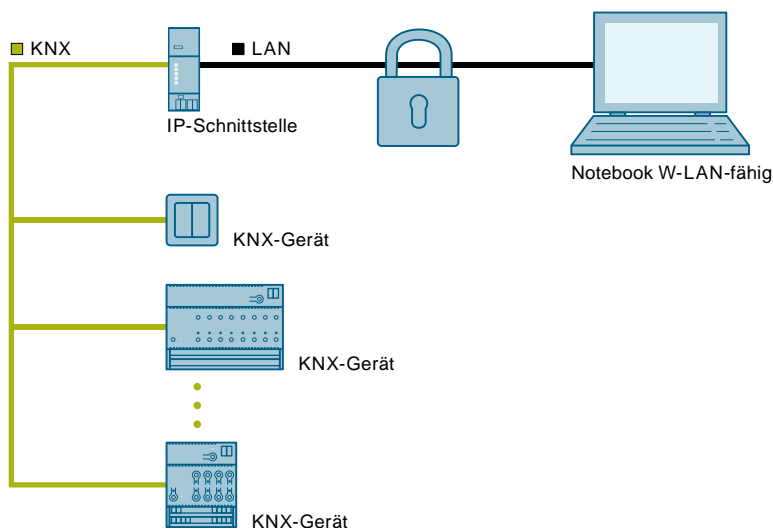 KNX
LAN
IP-Schnittstelle
Notebook W-LAN-fähig
KNX-Gerät
KNX-Gerät
KNX-Gerät